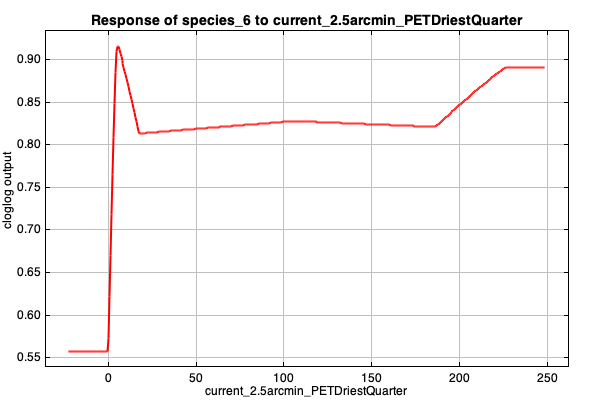 Response of species_6 to current_2.5arcmin_PETDriestQuarter
cloglog output
0.90
0.85
0.80
0.75
0.70
0.65
0.60
0.55
0 50 100 150 200 250
current_2.5arcmin_PETDriestQuarter